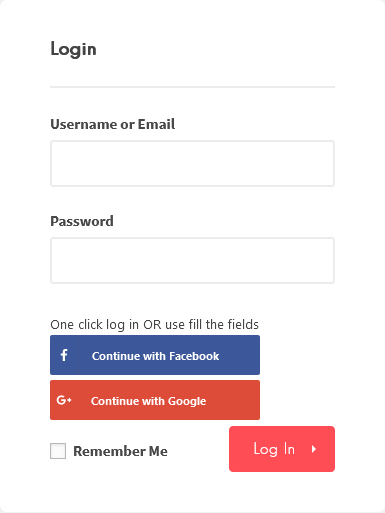 Login
Username or Email
Password
One click log in OR use fill the fields
Continue with Facebook
Continue with Google
Remember Me
Log In